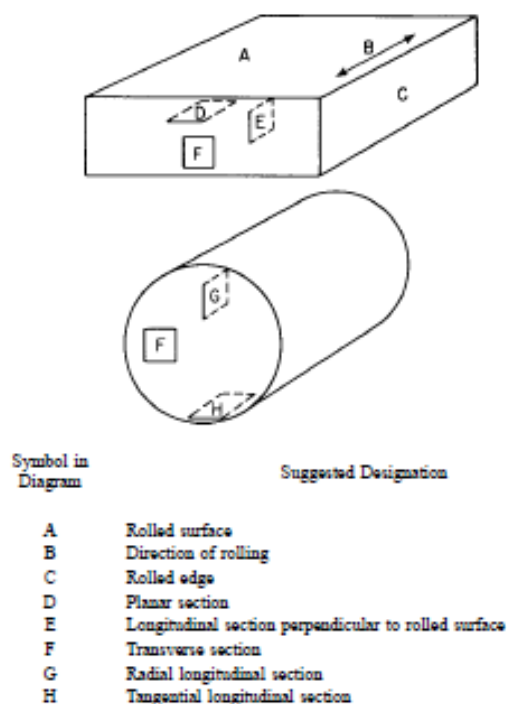 A
B
C
D
E
F
G
F
H
Symbol in
Diagram
Suggested Designation
A Rolled surface
B Direction of rolling
C Rolled edge
D Planar section
E Longitudinal section perpendicular to rolled surface
F Transverse section
G Radial longitudinal section
H Tangential longitudinal section